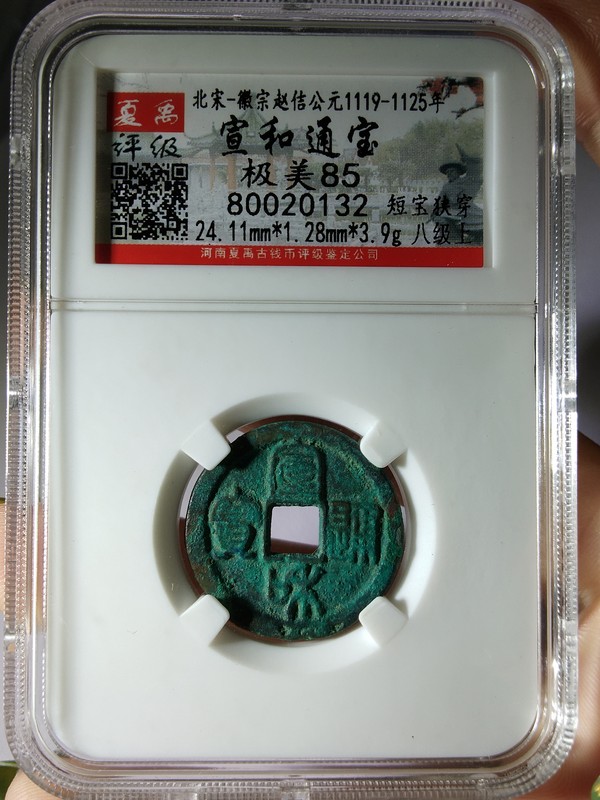 夏禹
评级
北宋-徽宗赵佶公元1119-1125年
宣和通宝
极美85
80020132 短宝狭穿
24.11mm*1.28mm*3.9g 八级上
河南夏禹古钱币评级鉴定公司
宣和通寳